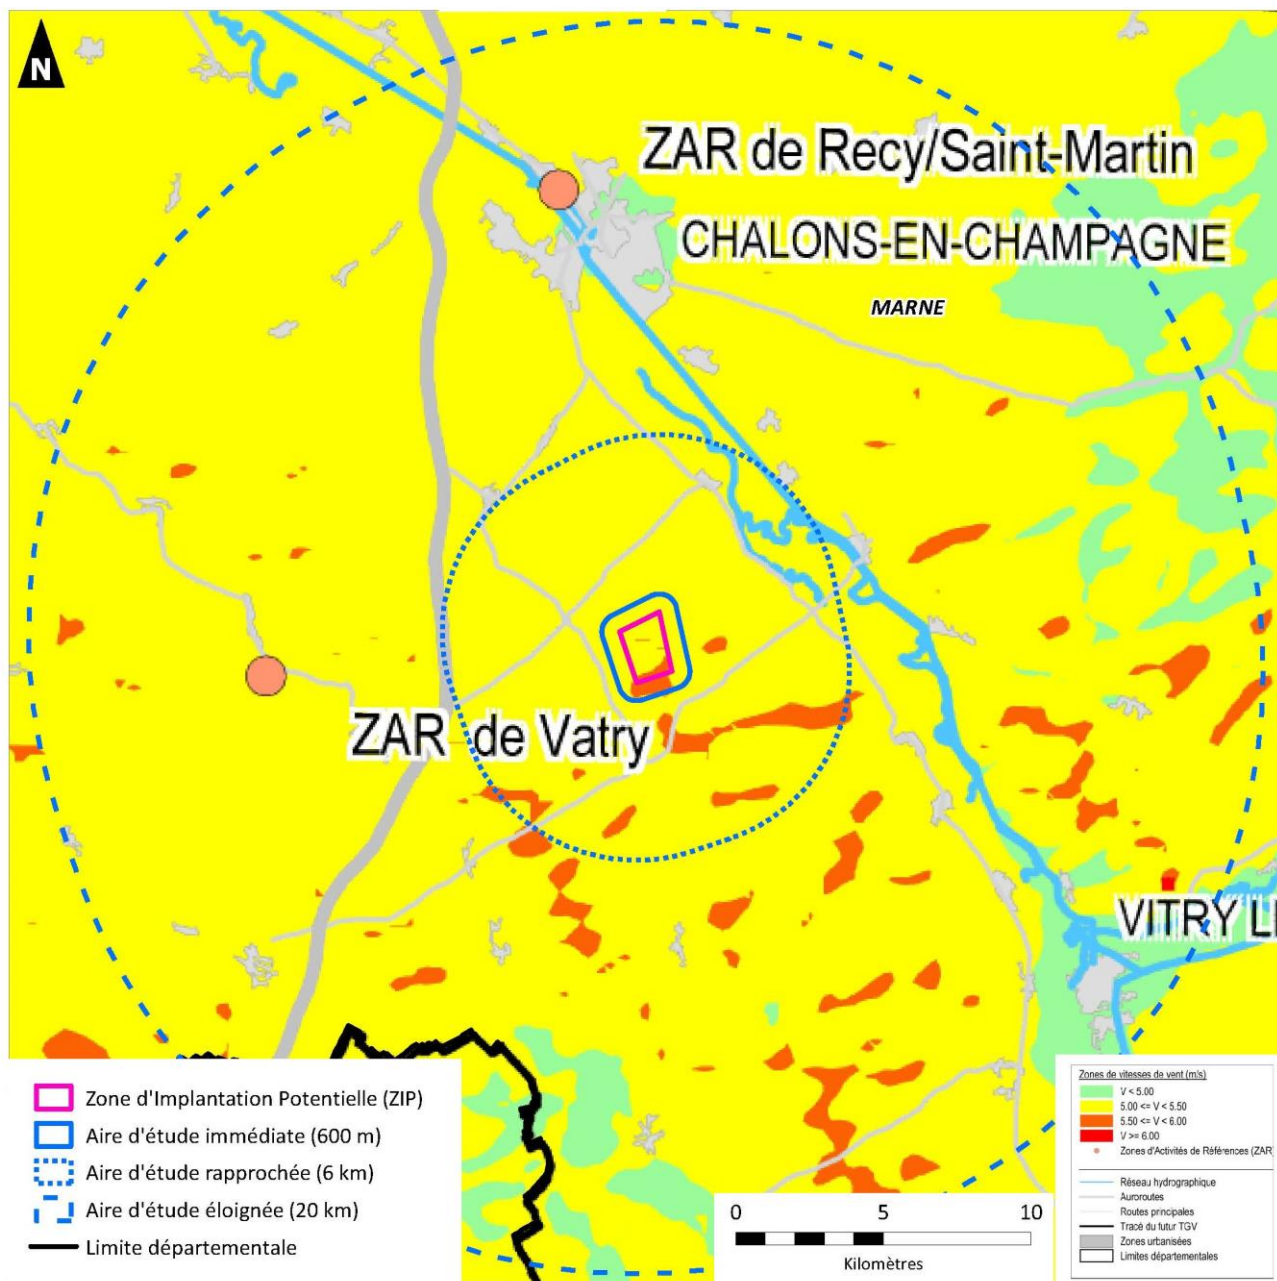 N
ZAR de Recy/Saint-Martin
CHALONS-EN-CHAMPAGNE
MARNE
ZAR de Vatry
VITRY L
Zone d'Implantation Potentielle (ZIP)
Aire d'étude immédiate (600 m)
Aire d'étude rapprochée (6 km)
Aire d'étude éloignée (20 km)
Limite départementale
0 5 10
Kilomètres
Zones de vitesses de vent (m/s)
V < 5.00
5.00 <= V < 5.50
5.50 <= V < 6.00
V >= 6.00
Zones d'Activités de Références (ZAR
Réseau hydrographique
Auroroutes
Routes principales
Tracé du futur TGV
Zones urbanisées
Limites départementales